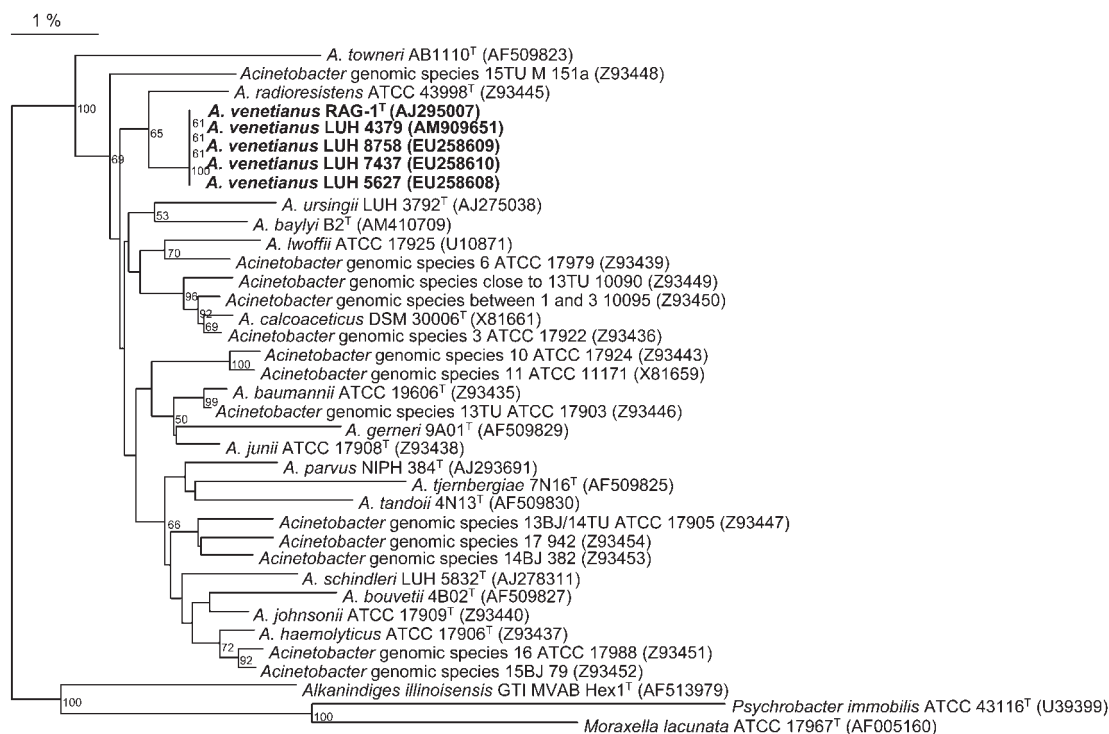 1 %
A. towneri AB1110ᵀ (AF509823)
Acinetobacter genomic species 15TU M 151a (Z93448)
A. radioresistens ATCC 43998ᵀ (Z93445)
100
A. venetianus RAG-1ᵀ (AJ295007)
61
A. venetianus LUH 4379 (AM909651)
65
61
A. venetianus LUH 8758 (EU258609)
61
69
A. venetianus LUH 7437 (EU258610)
100
A. venetianus LUH 5627 (EU258608)
A. ursingii LUH 3792ᵀ (AJ275038)
53
A. baylyi B2ᵀ (AM410709)
A. lwoffii ATCC 17925 (U10871)
70
Acinetobacter genomic species 6 ATCC 17979 (Z93439)
Acinetobacter genomic species close to 13TU 10090 (Z93449)
96
Acinetobacter genomic species between 1 and 3 10095 (Z93450)
92
A. calcoaceticus DSM 30006ᵀ (X81661)
69
Acinetobacter genomic species 3 ATCC 17922 (Z93436)
Acinetobacter genomic species 10 ATCC 17924 (Z93443)
100
Acinetobacter genomic species 11 ATCC 11171 (X81659)
A. baumannii ATCC 19606ᵀ (Z93435)
99
Acinetobacter genomic species 13TU ATCC 17903 (Z93446)
50
A. gerneri 9A01ᵀ (AF509829)
A. junii ATCC 17908ᵀ (Z93438)
A. parvus NIPH 384ᵀ (AJ293691)
A. tjernbergiae 7N16ᵀ (AF509825)
A. tandoii 4N13ᵀ (AF509830)
66
Acinetobacter genomic species 13BJ/14TU ATCC 17905 (Z93447)
Acinetobacter genomic species 17 942 (Z93454)
Acinetobacter genomic species 14BJ 382 (Z93453)
A. schindleri LUH 5832ᵀ (AJ278311)
A. bouvetii 4B02ᵀ (AF509827)
A. johnsonii ATCC 17909ᵀ (Z93440)
A. haemolyticus ATCC 17906ᵀ (Z93437)
72
Acinetobacter genomic species 16 ATCC 17988 (Z93451)
92
Acinetobacter genomic species 15BJ 79 (Z93452)
Alkanindiges illinoisensis GTI MVAB Hex1ᵀ (AF513979)
100
Psychrobacter immobilis ATCC 43116ᵀ (U39399)
100
Moraxella lacunata ATCC 17967ᵀ (AF005160)